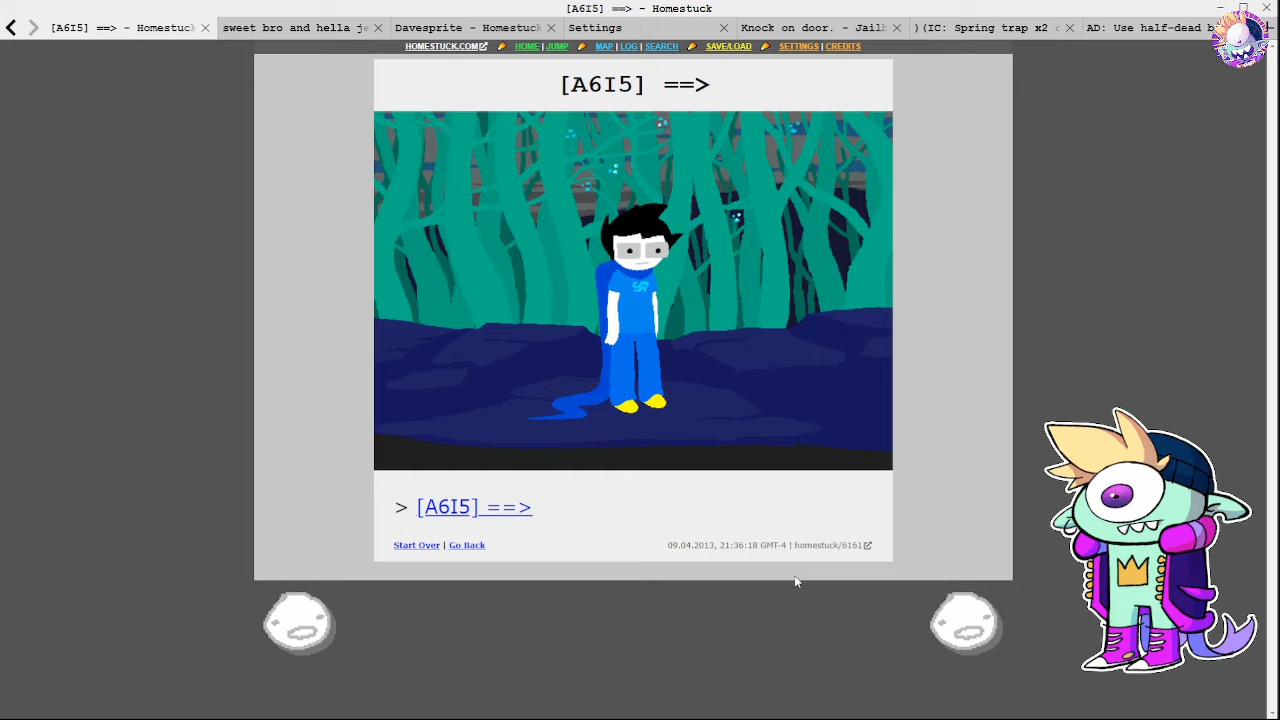 [A6I5] ==> - Homestuck
[A6I5] ==> - Homestuck
sweet bro and hella je
Davesprite - Homestuck
Settings
Knock on door. - Jailb
)(IC: Spring trap x2 c
AD: Use half-dead b
HOMESTUCK.COM HOME | JUMP MAP | LOG | SEARCH SAVE/LOAD SETTINGS | CREDITS
[A6I5] ==>
> [A6I5] ==>
Start Over | Go Back
09.04.2013, 21:36:18 GMT-4 | homestuck/6161